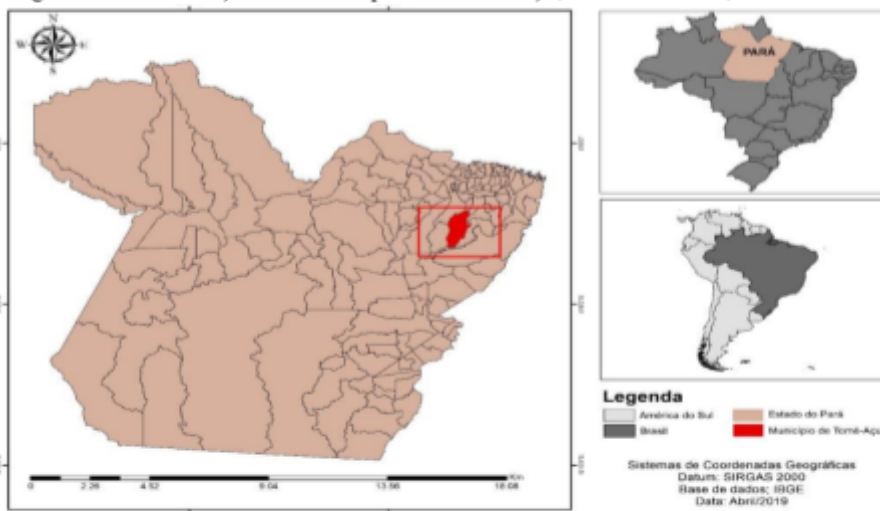 N
W E
S
PARÁ
0 2.26 4.52 9.04 13.56 18.08
Km
Legenda
América do Sul
Estado do Pará
Brasil
Município de Tomé-Açu
Sistemas de Coordenadas Geográficas
Datum: SIRGAS 2000
Base de dados; IBGE
Data: Abril/2019